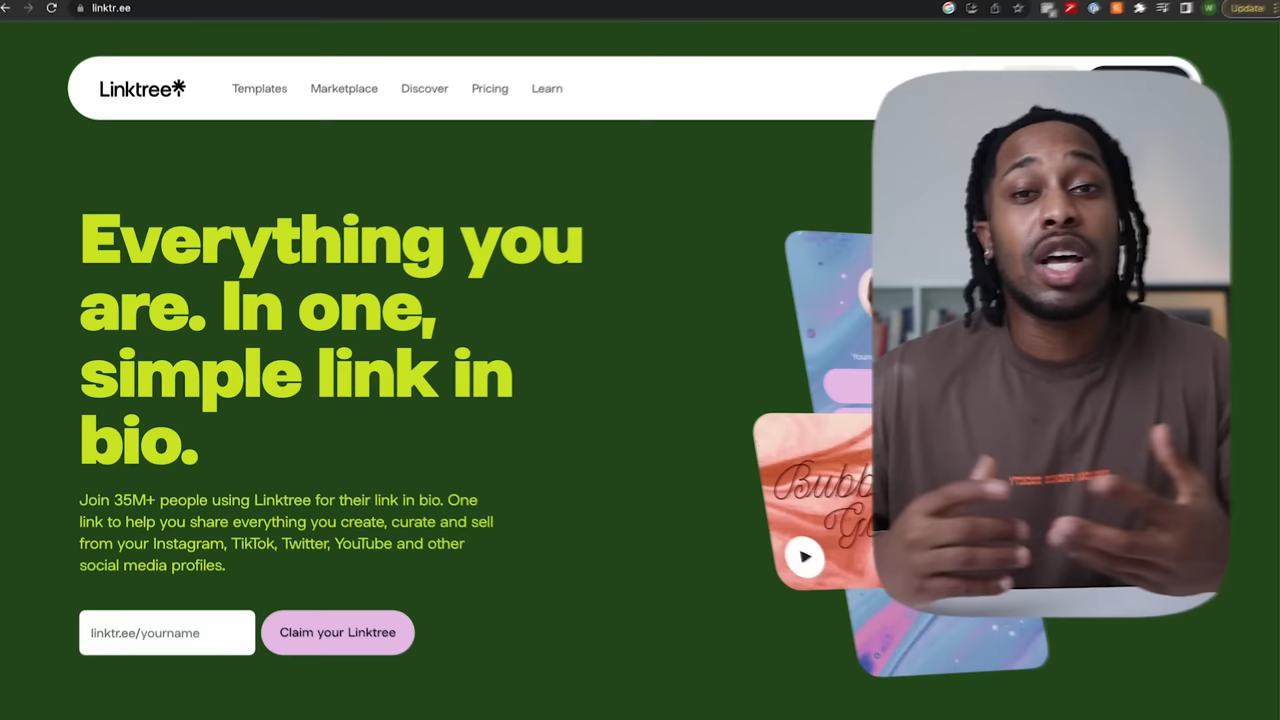 linktr.ee
W
Update
Linktree
Templates
Marketplace
Discover
Pricing
Learn
Everything you
are. In one,
simple link in
bio.
Join 35M+ people using Linktree for their link in bio. One
link to help you share everything you create, curate and sell
from your Instagram, TikTok, Twitter, YouTube and other
social media profiles.
linktr.ee/yourname
Claim your Linktree